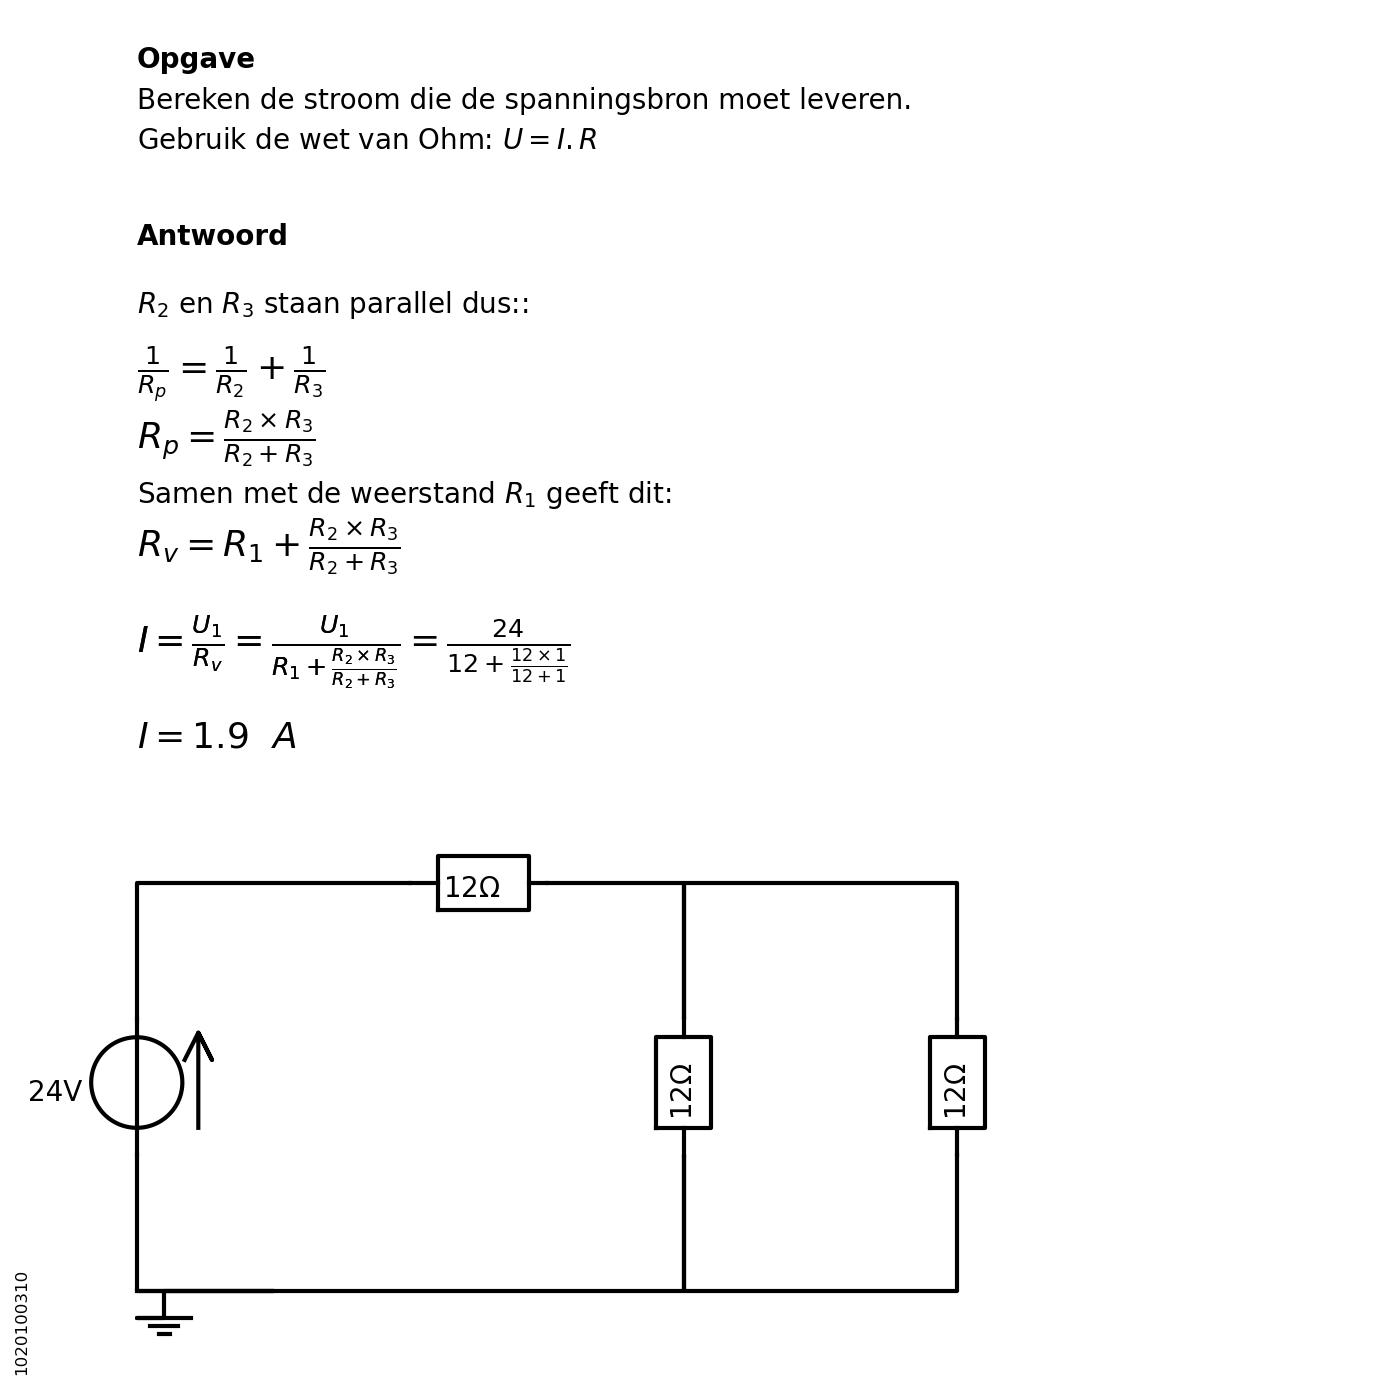 Opgave
Bereken de stroom die de spanningsbron moet leveren.
Gebruik de wet van Ohm: U = I.R
Antwoord
R₂ en R₃ staan parallel dus::
\frac{1}{R_p} = \frac{1}{R_2} + \frac{1}{R_3}
R_p = \frac{R_2 \times R_3}{R_2 + R_3}
Samen met de weerstand R₁ geeft dit:
R_v = R_1 + \frac{R_2 \times R_3}{R_2 + R_3}
I = \frac{U_1}{R_v} = \frac{U_1}{R_1 + \frac{R_2 \times R_3}{R_2 + R_3}} = \frac{24}{12 + \frac{12 \times 1}{12 + 1}}
I = 1.9 A
12Ω
24V
12Ω
12Ω
1020100310